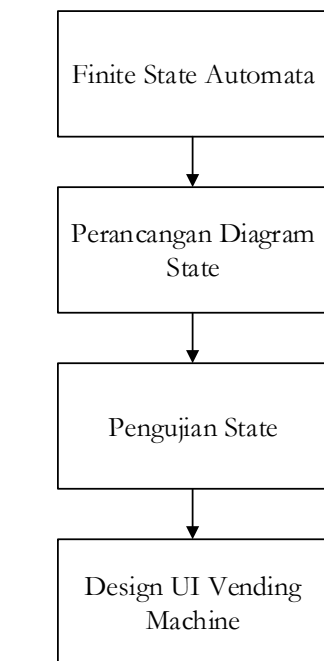 Finite State Automata
Perancangan Diagram
State
Pengujian State
Design UI Vending
Machine